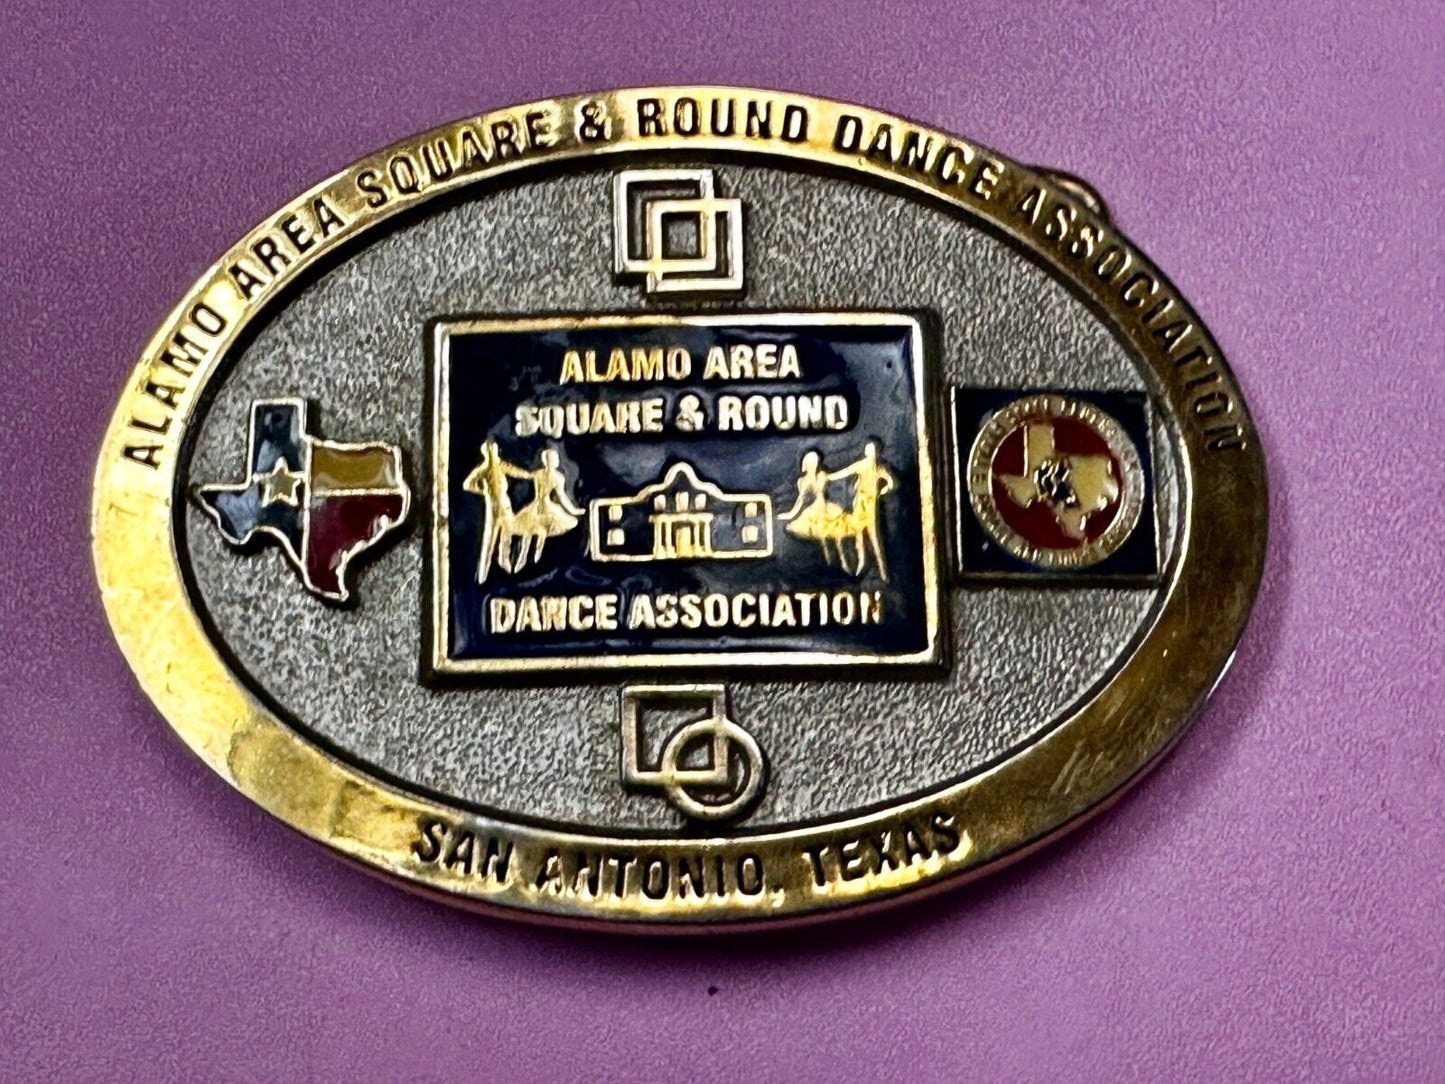 ALAMO AREA SQUARE & ROUND DANCE ASSOCIATION
ALAMO AREA
SQUARE & ROUND
DANCE ASSOCIATION
SAN ANTONIO, TEXAS